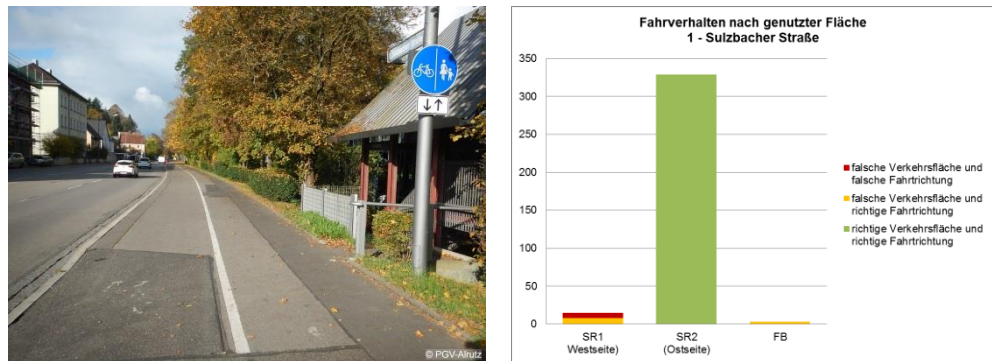 © PGV-Alrutz
Fahrverhalten nach genutzter Fläche
1 - Sulzbacher Straße
350
300
250
200
150
100
50
0
SR1
Westseite)
SR2
(Ostseite)
FB
falsche Verkehrsfläche und
falsche Fahrtrichtung
falsche Verkehrsfläche und
richtige Fahrtrichtung
richtige Verkehrsfläche und
richtige Fahrtrichtung